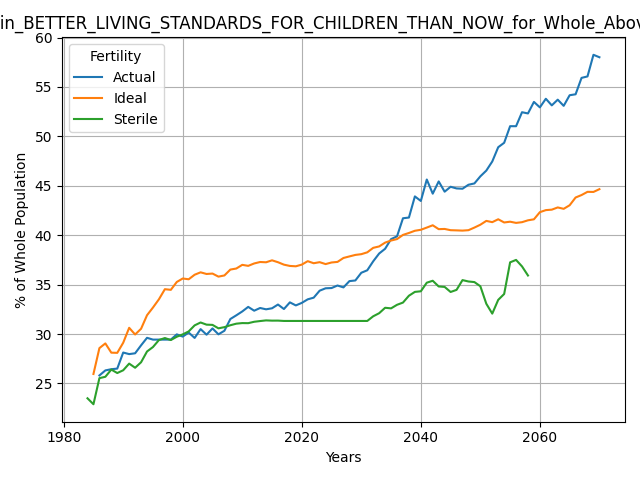 in_BETTER_LIVING_STANDARDS_FOR_CHILDREN_THAN_NOW_for_Whole_Abov
Fertility
Actual
Ideal
Sterile
% of Whole Population
60
55
50
45
40
35
30
25
1980
2000
2020
2040
2060
Years